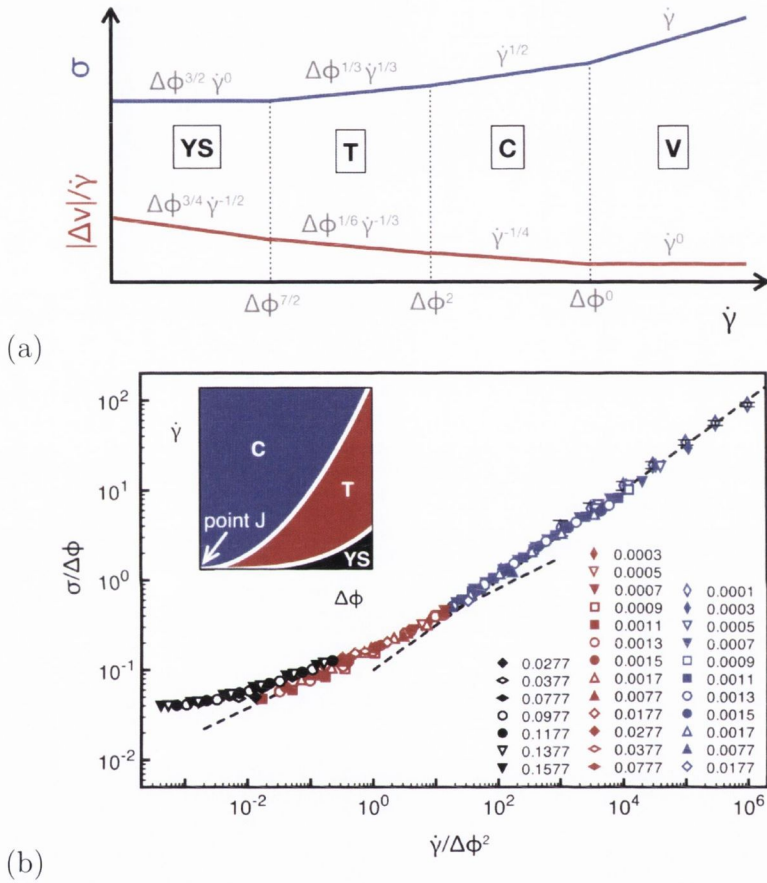 σ
Δϕ^{3/2} γ̇^0
Δϕ^{1/3} γ̇^{1/3}
γ̇^{1/2}
γ̇
YS
T
C
V
|Δv|/γ̇
Δϕ^{3/4} γ̇^{-1/2}
Δϕ^{1/6} γ̇^{-1/3}
γ̇^{-1/4}
γ̇^0
Δϕ^{7/2}
Δϕ^2
Δϕ^0
γ̇
(a)
σ/Δϕ
10^2
10^1
10^0
10^{-1}
10^{-2}
γ̇
C
T
YS
point J
Δϕ
0.0277
0.0377
0.0777
0.0977
0.1177
0.1377
0.1577
0.0003
0.0005
0.0007
0.0009
0.0011
0.0013
0.0015
0.0017
0.0077
0.0177
0.0277
0.0377
0.0777
0.0001
0.0003
0.0005
0.0007
0.0009
0.0011
0.0013
0.0015
0.0017
0.0077
0.0177
10^{-2}
10^0
10^2
10^4
10^6
γ̇/Δϕ^2
(b)